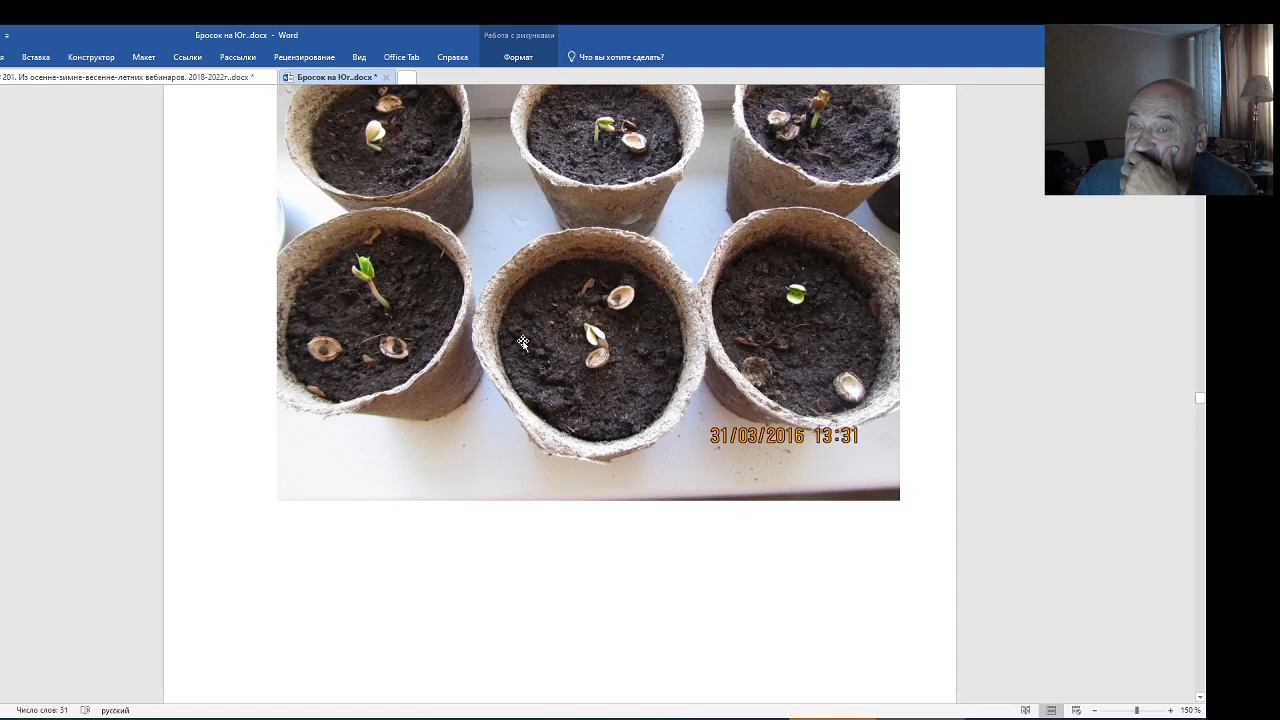 Бросок на Юг..docx - Word
Работа с рисунками
я Вставка Конструктор Макет Ссылки Рассылки Рецензирование Вид Office Tab Справка Формат Что вы хотите сделать?
201. Из осенне-зимне-весенне-летних вебинаров. 2018-2022г..docx *
Бросок на Юг..docx *
31/03/2016 13:31
Число слов: 31
русский
150 %